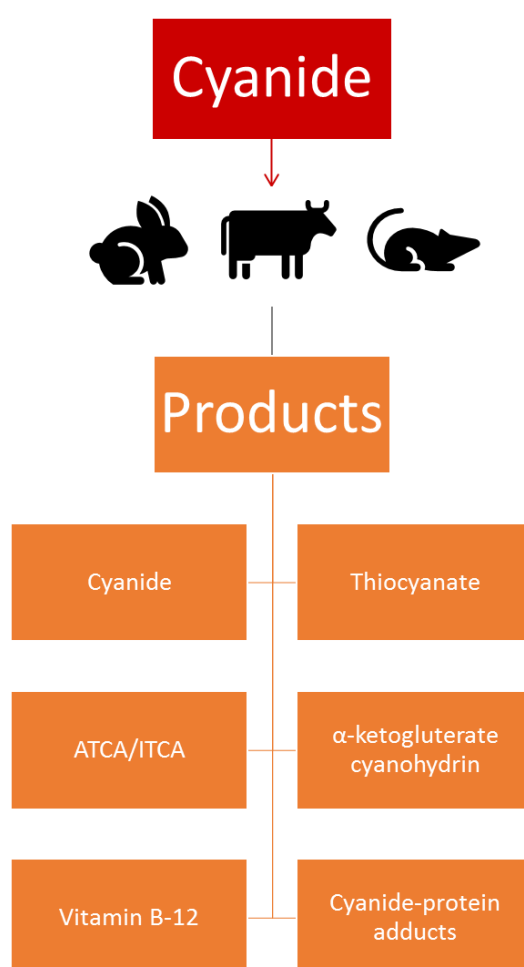 Cyanide
Products
Cyanide
Thiocyanate
ATCA/ITCA
α-ketogluterate
cyanohydrin
Vitamin B-12
Cyanide-protein
adducts